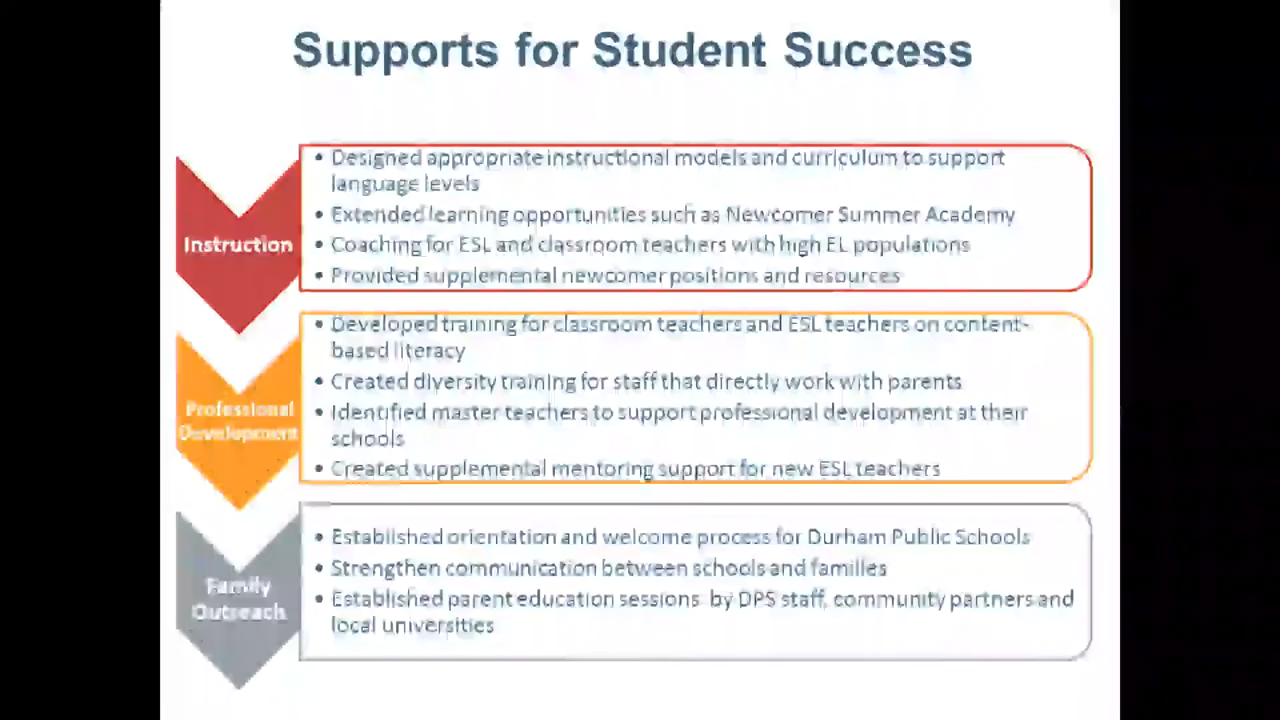 Supports for Student Success
Instruction
• Designed appropriate instructional models and curriculum to support
language levels
• Extended learning opportunities such as Newcomer Summer Academy
• Coaching for ESL and classroom teachers with high EL populations
• Provided supplemental newcomer positions and resources
Professional
Development
• Developed training for classroom teachers and ESL teachers on content-
based literacy
• Created diversity training for staff that directly work with parents
• Identified master teachers to support professional development at their
schools
• Created supplemental mentoring support for new ESL teachers
Family
Outreach
• Established orientation and welcome process for Durham Public Schools
• Strengthen communication between schools and families
• Established parent education sessions by DPS staff, community partners and
local universities